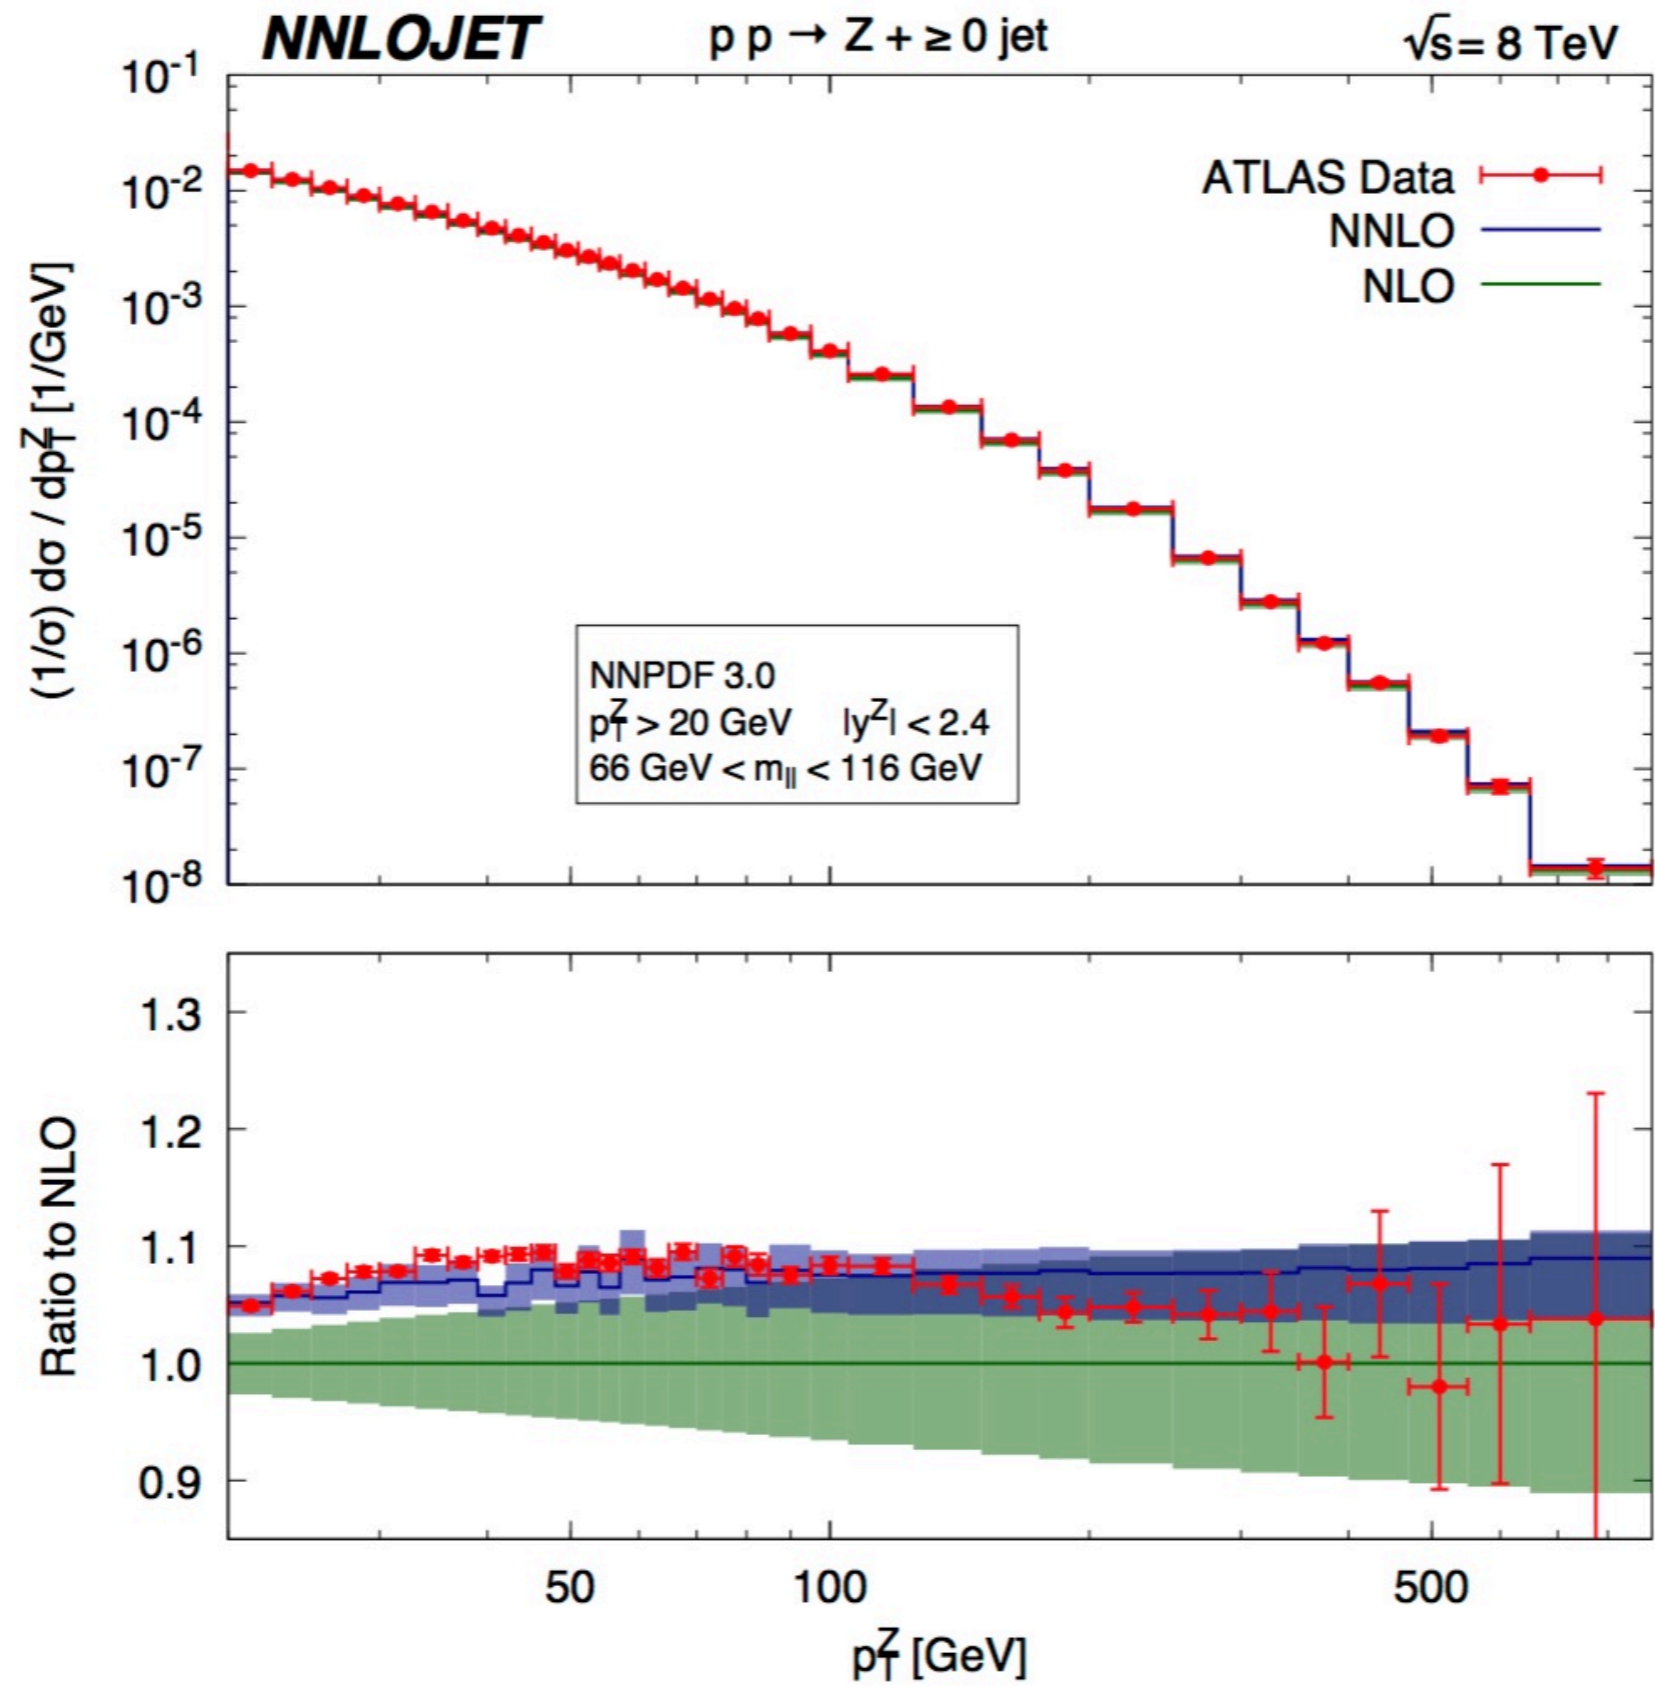 NNLOJET p p → Z + ≥ 0 jet √s = 8 TeV
10⁻¹
10⁻²
10⁻³
10⁻⁴
10⁻⁵
10⁻⁶
10⁻⁷
10⁻⁸
(1/σ) dσ / dp_T^Z [1/GeV]
ATLAS Data
NNLO
NLO
NNPDF 3.0
p_T^Z > 20 GeV |y^Z| < 2.4
66 GeV < m_ll < 116 GeV
Ratio to NLO
1.3
1.2
1.1
1.0
0.9
50 100 500
p_T^Z [GeV]